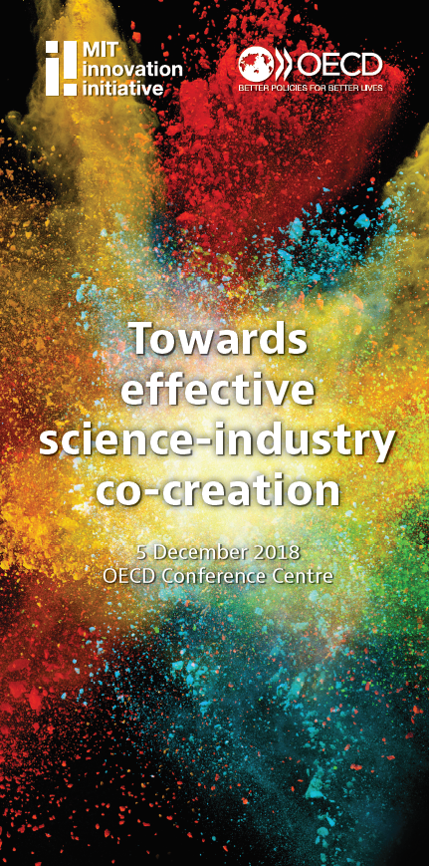 MIT
innovation
initiative
OECD
BETTER POLICIES FOR BETTER LIVES
Towards
effective
science-industry
co-creation
5 December 2018
OECD Conference Centre